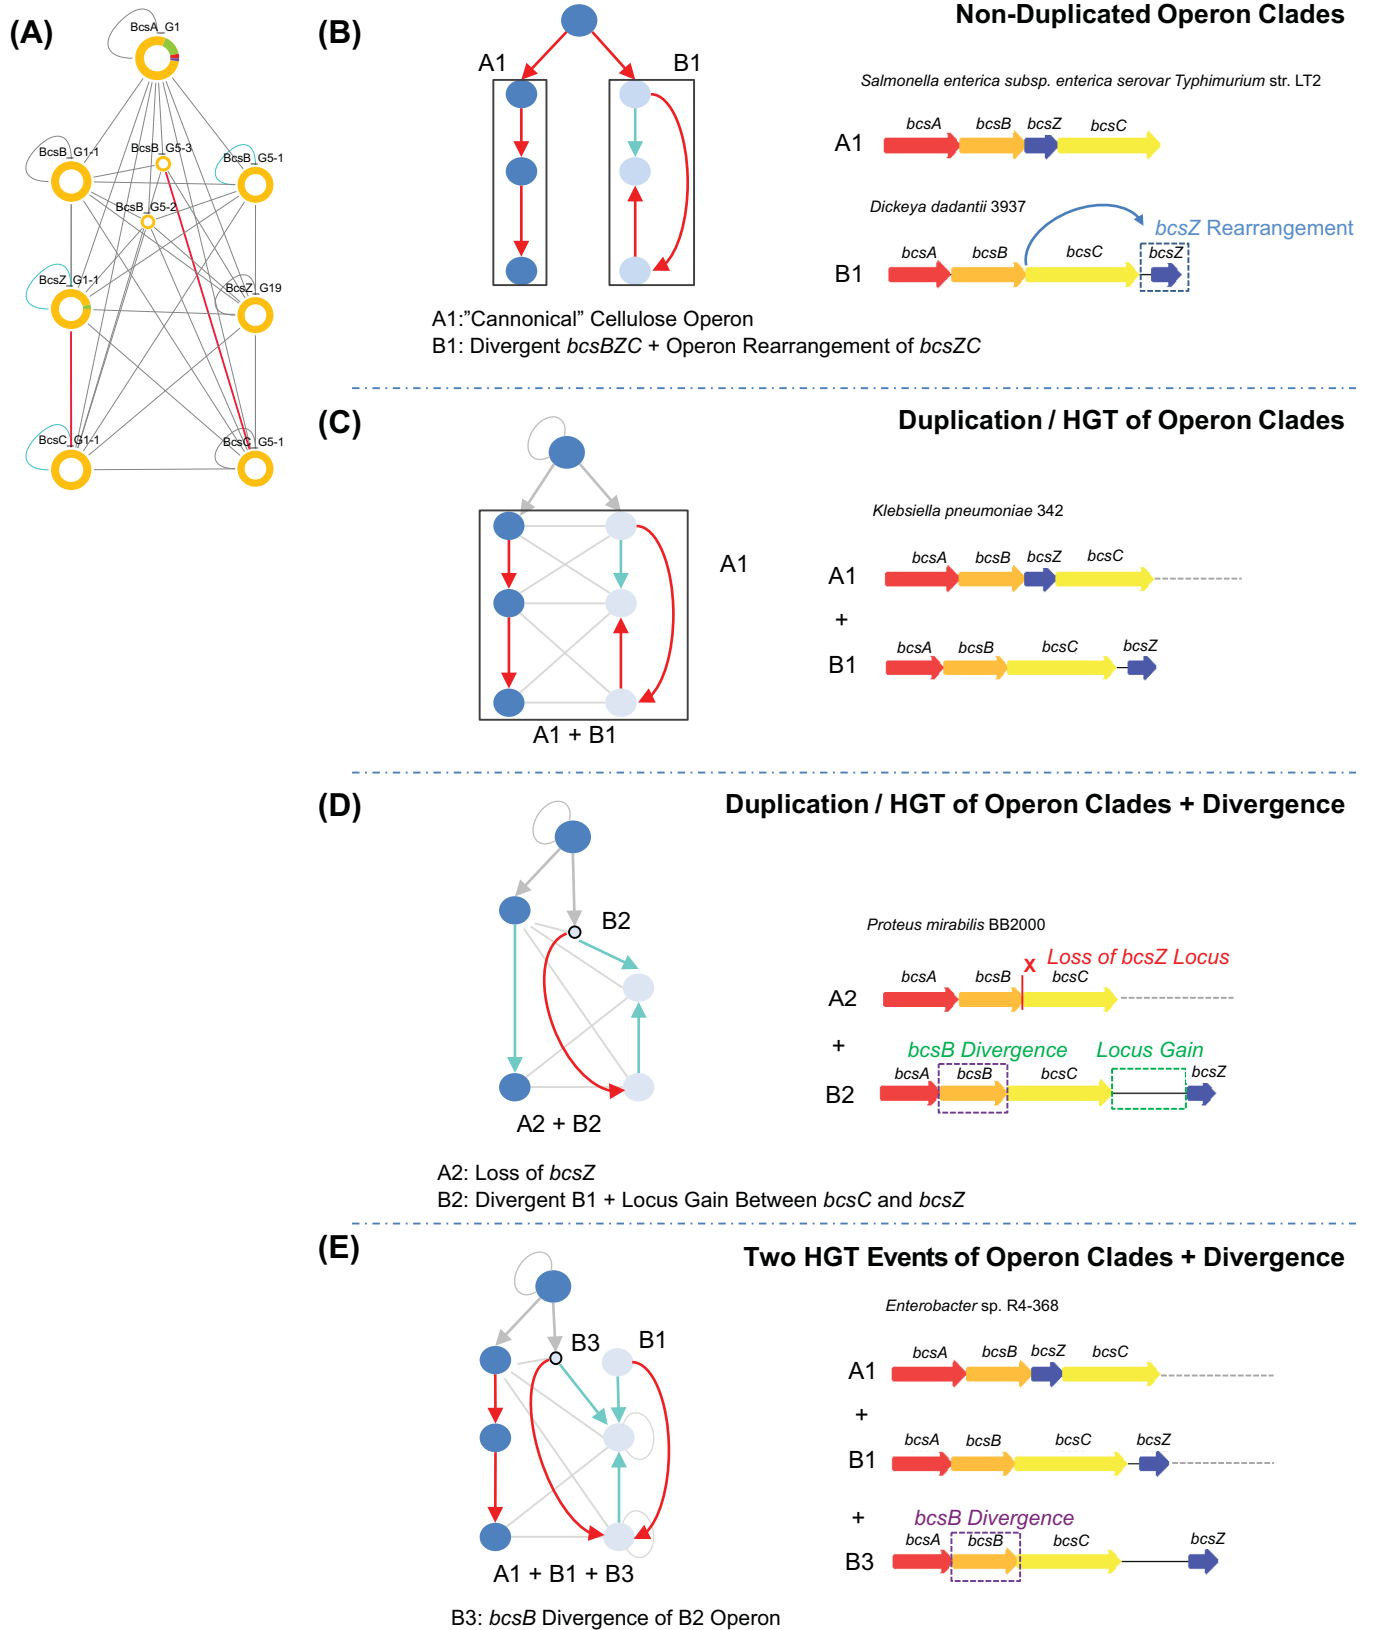 (A)
BcsA_G1
BcsB_G1-1
BcsB_G5-3
BcsB_G5-1
BcsB_G5-2
BcsZ_G1-1
BcsZ_G19
BcsC_G1-1
BcsC_G5-1
(B)
Non-Duplicated Operon Clades
A1
B1
Salmonella enterica subsp. enterica serovar Typhimurium str. LT2
bcsA bcsB bcsZ bcsC
A1
Dickeya dadantii 3937
bcsZ Rearrangement
bcsA bcsB bcsC bcsZ
B1
A1:”Cannonical” Cellulose Operon
B1: Divergent bcsBZC + Operon Rearrangement of bcsZC
(C)
Duplication / HGT of Operon Clades
A1
A1 + B1
Klebsiella pneumoniae 342
bcsA bcsB bcsZ bcsC
A1
+
bcsA bcsB bcsC bcsZ
B1
(D)
Duplication / HGT of Operon Clades + Divergence
B2
A2 + B2
Proteus mirabilis BB2000
X Loss of bcsZ Locus
bcsA bcsB bcsC
A2
+
bcsB Divergence Locus Gain
bcsA bcsB bcsC bcsZ
B2
A2: Loss of bcsZ
B2: Divergent B1 + Locus Gain Between bcsC and bcsZ
(E)
Two HGT Events of Operon Clades + Divergence
B3
B1
A1 + B1 + B3
Enterobacter sp. R4-368
bcsA bcsB bcsZ bcsC
A1
+
bcsA bcsB bcsC bcsZ
B1
+
bcsB Divergence
bcsA bcsB bcsC bcsZ
B3
B3: bcsB Divergence of B2 Operon